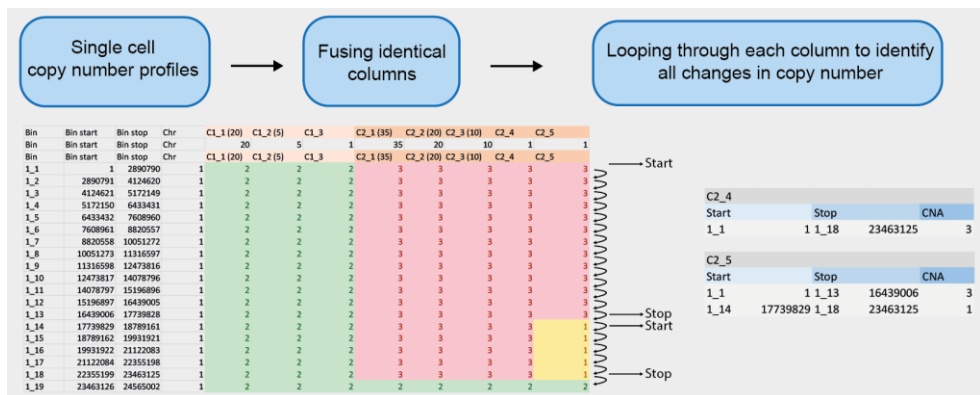 Single cell
copy number profiles
Fusing identical
columns
Looping through each column to identify
all changes in copy number
Bin Bin start Bin stop Chr C1_1 (20) C1_2 (5) C1_3 C2_1 (35) C2_2 (20) C2_3 (10) C2_4 C2_5
Bin Bin start Bin stop Chr 20 5 1 35 20 10 1 1
Bin Bin start Bin stop Chr C1_1 (20) C1_2 (5) C1_3 C2_1 (35) C2_2 (20) C2_3 (10) C2_4 C2_5
1_1 1 2890790 1 2 2 2 3 3 3 3 3
1_2 2890791 4124620 1 2 2 2 3 3 3 3 3
1_3 4124621 5172149 1 2 2 2 3 3 3 3 3
1_4 5172150 6433431 1 2 2 2 3 3 3 3 3
1_5 6433432 7608960 1 2 2 2 3 3 3 3 3
1_6 7608961 8820557 1 2 2 2 3 3 3 3 3
1_7 8820558 10051272 1 2 2 2 3 3 3 3 3
1_8 10051273 11316597 1 2 2 2 3 3 3 3 3
1_9 11316598 12473816 1 2 2 2 3 3 3 3 3
1_10 12473817 14078796 1 2 2 2 3 3 3 3 3
1_11 14078797 15196896 1 2 2 2 3 3 3 3 3
1_12 15196897 16439005 1 2 2 2 3 3 3 3 3
1_13 16439006 17739828 1 2 2 2 3 3 3 3 3
1_14 17739829 18789161 1 2 2 2 3 3 3 3 1
1_15 18789162 19931921 1 2 2 2 3 3 3 3 1
1_16 19931922 21122083 1 2 2 2 3 3 3 3 1
1_17 21122084 22355198 1 2 2 2 3 3 3 3 1
1_18 22355199 23463125 1 2 2 2 3 3 3 3 1
1_19 23463126 24565002 1 2 2 2 2 2 2 2 2
Start
Stop
Start
Stop
C2_4
Start Stop CNA
1_1 1 1_18 23463125 3
C2_5
Start Stop CNA
1_1 1 1_13 16439006 3
1_14 17739829 1_18 23463125 1